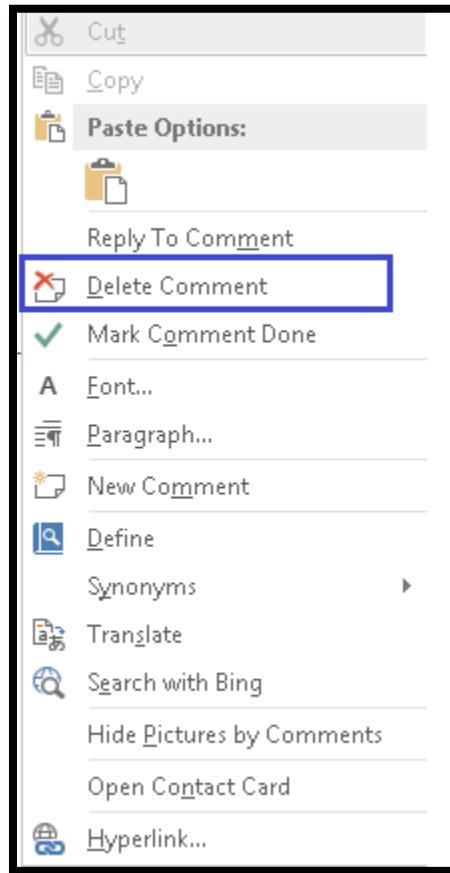 Cut
Copy
Paste Options:
Reply To Comment
Delete Comment
Mark Comment Done
A Font...
Paragraph...
New Comment
Define
Synonyms
Translate
Search with Bing
Hide Pictures by Comments
Open Contact Card
Hyperlink...